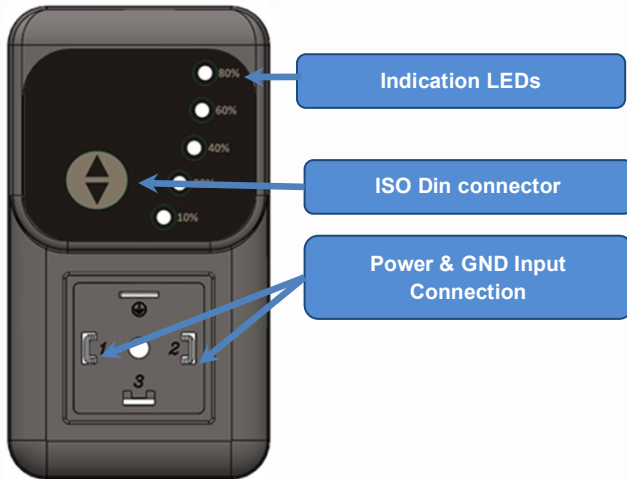 80%
Indication LEDs
60%
40%
ISO Din connector
10%
Power & GND Input
Connection
1 2
3